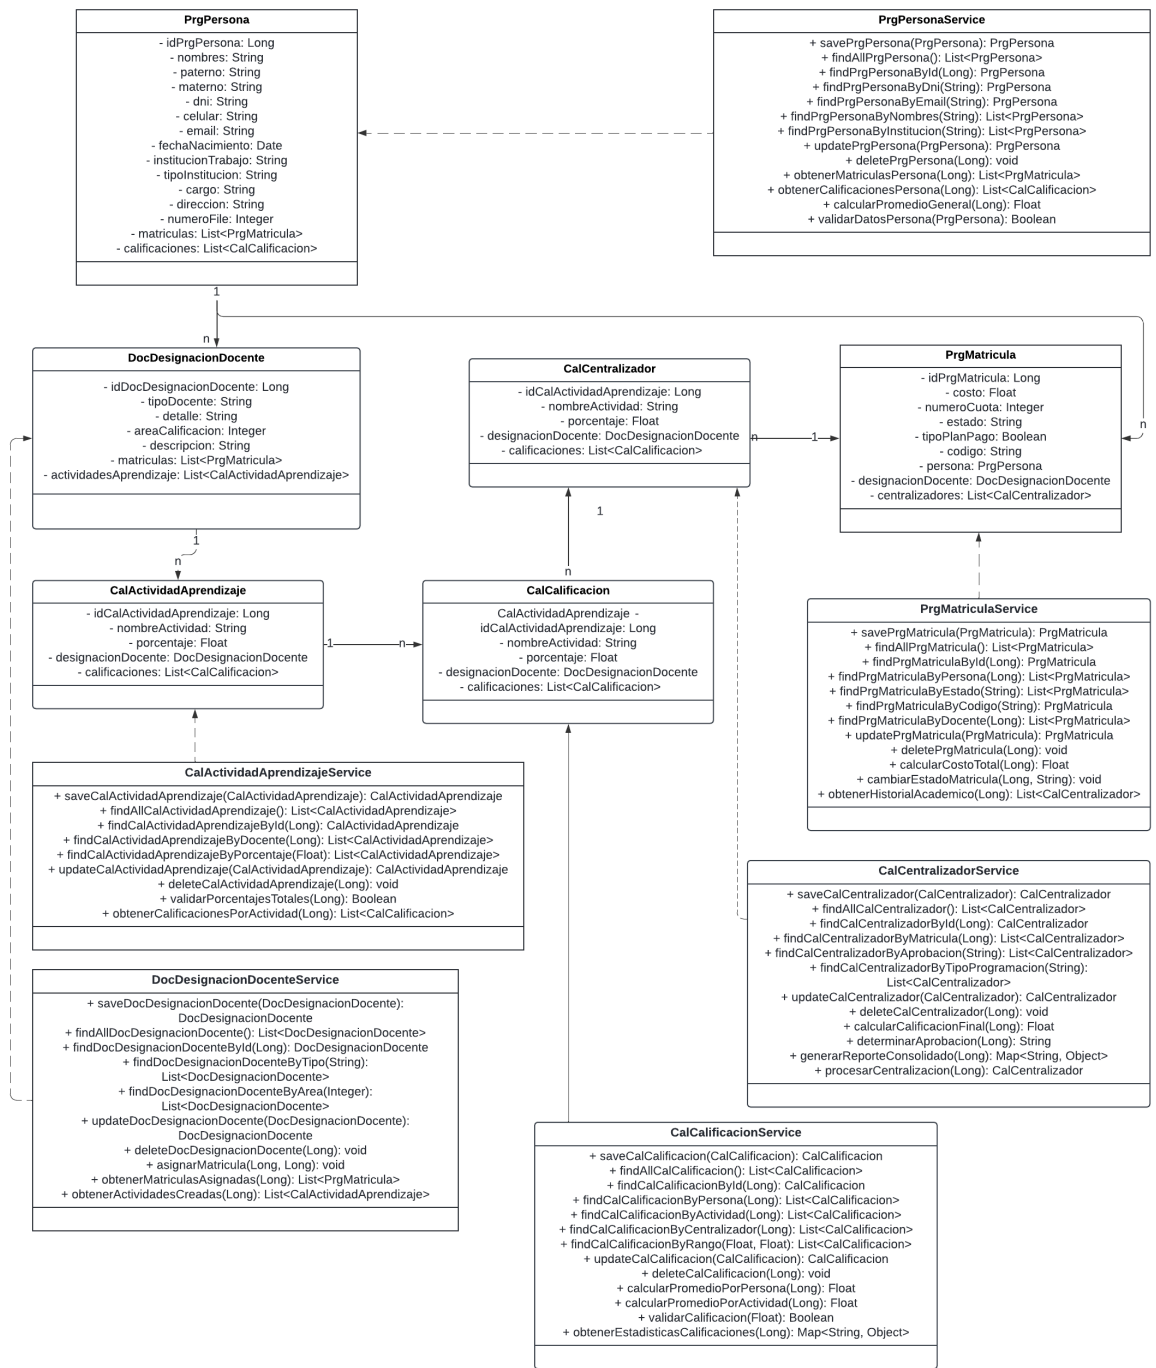 PrgPersona
- idPrgPersona: Long
- nombres: String
- paterno: String
- materno: String
- dni: String
- celular: String
- email: String
- fechaNacimiento: Date
- institucionTrabajo: String
- tipoInstitucion: String
- cargo: String
- direccion: String
- numeroFile: Integer
- matriculas: List<PrgMatricula>
- calificaciones: List<CalCalificacion>
PrgPersonaService
+ savePrgPersona(PrgPersona): PrgPersona
+ findAllPrgPersona(): List<PrgPersona>
+ findPrgPersonaById(Long): PrgPersona
+ findPrgPersonaByDni(String): PrgPersona
+ findPrgPersonaByEmail(String): PrgPersona
+ findPrgPersonaByNombres(String): List<PrgPersona>
+ findPrgPersonaByInstitucion(String): List<PrgPersona>
+ updatePrgPersona(PrgPersona): PrgPersona
+ deletePrgPersona(Long): void
+ obtenerMatriculasPersona(Long): List<PrgMatricula>
+ obtenerCalificacionesPersona(Long): List<CalCalificacion>
+ calcularPromedioGeneral(Long): Float
+ validarDatosPersona(PrgPersona): Boolean
1
n
n
DocDesignacionDocente
- idDocDesignacionDocente: Long
- tipoDocente: String
- detalle: String
- areaCalificacion: Integer
- descripcion: String
- matriculas: List<PrgMatricula>
- actividadesAprendizaje: List<CalActividadAprendizaje>
CalCentralizador
- idCalActividadAprendizaje: Long
- nombreActividad: String
- porcentaje: Float
- designacionDocente: DocDesignacionDocente
- calificaciones: List<CalCalificacion>
n
1
PrgMatricula
- idPrgMatricula: Long
- costo: Float
- numeroCuota: Integer
- estado: String
- tipoPlanPago: Boolean
- codigo: String
- persona: PrgPersona
- designacionDocente: DocDesignacionDocente
- centralizadores: List<CalCentralizador>
1
n
1
n
CalActividadAprendizaje
- idCalActividadAprendizaje: Long
- nombreActividad: String
- porcentaje: Float
- designacionDocente: DocDesignacionDocente
- calificaciones: List<CalCalificacion>
1
n
CalCalificacion
CalActividadAprendizaje -
idCalActividadAprendizaje: Long
- nombreActividad: String
- porcentaje: Float
- designacionDocente: DocDesignacionDocente
- calificaciones: List<CalCalificacion>
PrgMatriculaService
+ savePrgMatricula(PrgMatricula): PrgMatricula
+ findAllPrgMatricula(): List<PrgMatricula>
+ findPrgMatriculaById(Long): PrgMatricula
+ findPrgMatriculaByPersona(Long): List<PrgMatricula>
+ findPrgMatriculaByEstado(String): List<PrgMatricula>
+ findPrgMatriculaByCodigo(String): PrgMatricula
+ findPrgMatriculaByDocente(Long): List<PrgMatricula>
+ updatePrgMatricula(PrgMatricula): PrgMatricula
+ deletePrgMatricula(Long): void
+ calcularCostoTotal(Long): Float
+ cambiarEstadoMatricula(Long, String): void
+ obtenerHistorialAcademico(Long): List<CalCentralizador>
CalActividadAprendizajeService
+ saveCalActividadAprendizaje(CalActividadAprendizaje): CalActividadAprendizaje
+ findAllCalActividadAprendizaje(): List<CalActividadAprendizaje>
+ findCalActividadAprendizajeById(Long): CalActividadAprendizaje
+ findCalActividadAprendizajeByDocente(Long): List<CalActividadAprendizaje>
+ findCalActividadAprendizajeByPorcentaje(Float): List<CalActividadAprendizaje>
+ updateCalActividadAprendizaje(CalActividadAprendizaje): CalActividadAprendizaje
+ deleteCalActividadAprendizaje(Long): void
+ validarPorcentajesTotales(Long): Boolean
+ obtenerCalificacionesPorActividad(Long): List<CalCalificacion>
CalCentralizadorService
+ saveCalCentralizador(CalCentralizador): CalCentralizador
+ findAllCalCentralizador(): List<CalCentralizador>
+ findCalCentralizadorById(Long): CalCentralizador
+ findCalCentralizadorByMatricula(Long): List<CalCentralizador>
+ findCalCentralizadorByAprobacion(String): List<CalCentralizador>
+ findCalCentralizadorByTipoProgramacion(String):
List<CalCentralizador>
+ updateCalCentralizador(CalCentralizador): CalCentralizador
+ deleteCalCentralizador(Long): void
+ calcularCalificacionFinal(Long): Float
+ determinarAprobacion(Long): String
+ generarReporteConsolidado(Long): Map<String, Object>
+ procesarCentralizacion(Long): CalCentralizador
DocDesignacionDocenteService
+ saveDocDesignacionDocente(DocDesignacionDocente):
DocDesignacionDocente
+ findAllDocDesignacionDocente(): List<DocDesignacionDocente>
+ findDocDesignacionDocenteById(Long): DocDesignacionDocente
+ findDocDesignacionDocenteByTipo(String):
List<DocDesignacionDocente>
+ findDocDesignacionDocenteByArea(Integer):
List<DocDesignacionDocente>
+ updateDocDesignacionDocente(DocDesignacionDocente):
DocDesignacionDocente
+ deleteDocDesignacionDocente(Long): void
+ asignarMatricula(Long, Long): void
+ obtenerMatriculasAsignadas(Long): List<PrgMatricula>
+ obtenerActividadesCreadas(Long): List<CalActividadAprendizaje>
CalCalificacionService
+ saveCalCalificacion(CalCalificacion): CalCalificacion
+ findAllCalCalificacion(): List<CalCalificacion>
+ findCalCalificacionById(Long): CalCalificacion
+ findCalCalificacionByPersona(Long): List<CalCalificacion>
+ findCalCalificacionByActividad(Long): List<CalCalificacion>
+ findCalCalificacionByCentralizador(Long): List<CalCalificacion>
+ findCalCalificacionByRango(Float, Float): List<CalCalificacion>
+ updateCalCalificacion(CalCalificacion): CalCalificacion
+ deleteCalCalificacion(Long): void
+ calcularPromedioPorPersona(Long): Float
+ calcularPromedioPorActividad(Long): Float
+ validarCalificacion(Float): Boolean
+ obtenerEstadisticasCalificaciones(Long): Map<String, Object>